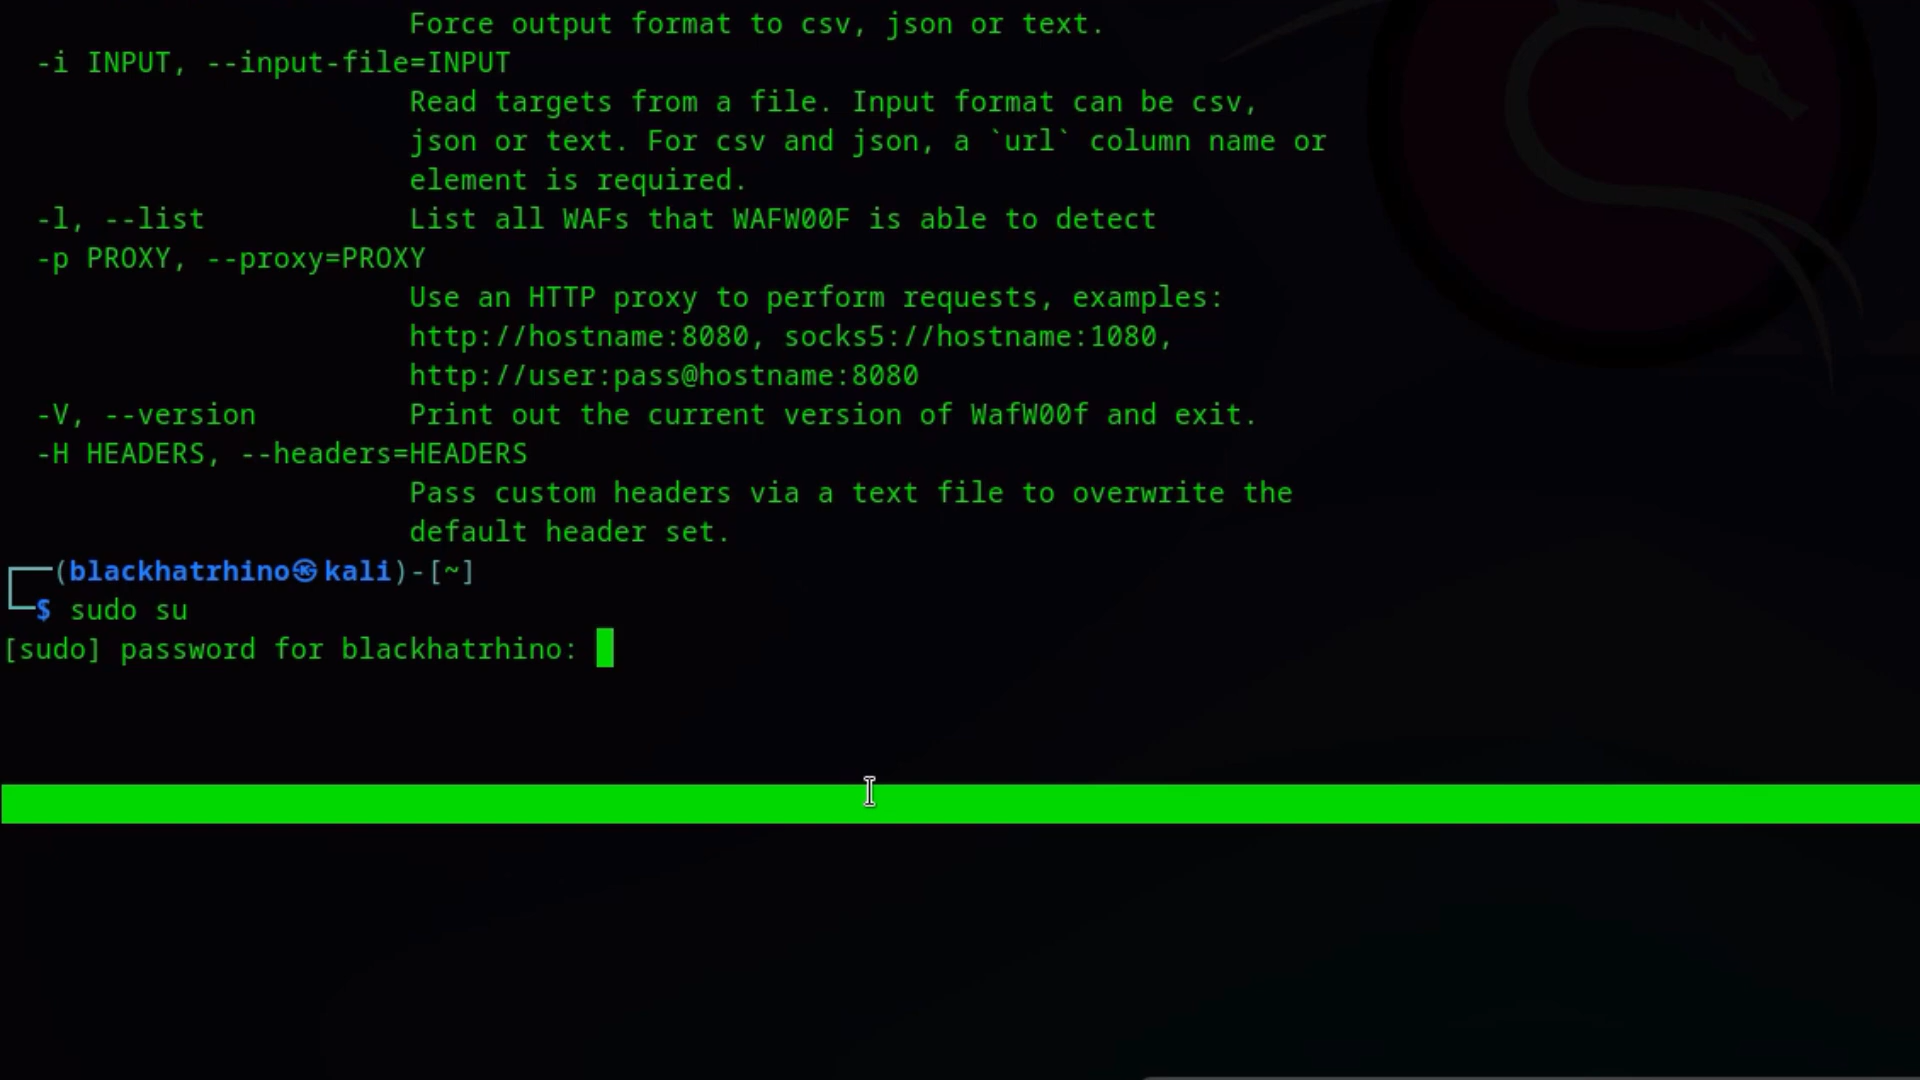 Force output format to csv, json or text.
-i INPUT, --input-file=INPUT
Read targets from a file. Input format can be csv,
json or text. For csv and json, a `url` column name or
element is required.
-l, --list List all WAFs that WAFW00F is able to detect
-p PROXY, --proxy=PROXY
Use an HTTP proxy to perform requests, examples:
http://hostname:8080, socks5://hostname:1080,
http://user:pass@hostname:8080
-V, --version Print out the current version of WafW00f and exit.
-H HEADERS, --headers=HEADERS
Pass custom headers via a text file to overwrite the
default header set.
┌──(blackhatrhino㉿kali)-[~]
└─$ sudo su
[sudo] password for blackhatrhino: